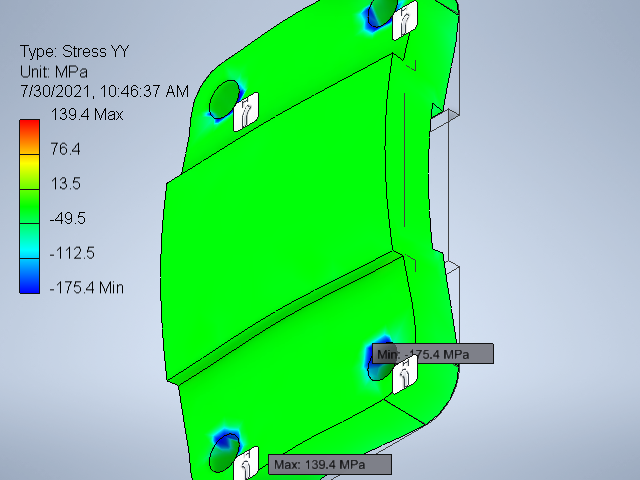 Type: Stress YY
Unit: MPa
7/30/2021, 10:46:37 AM
139.4 Max
76.4
13.5
-49.5
-112.5
-175.4 Min
Min: -175.4 MPa
Max: 139.4 MPa